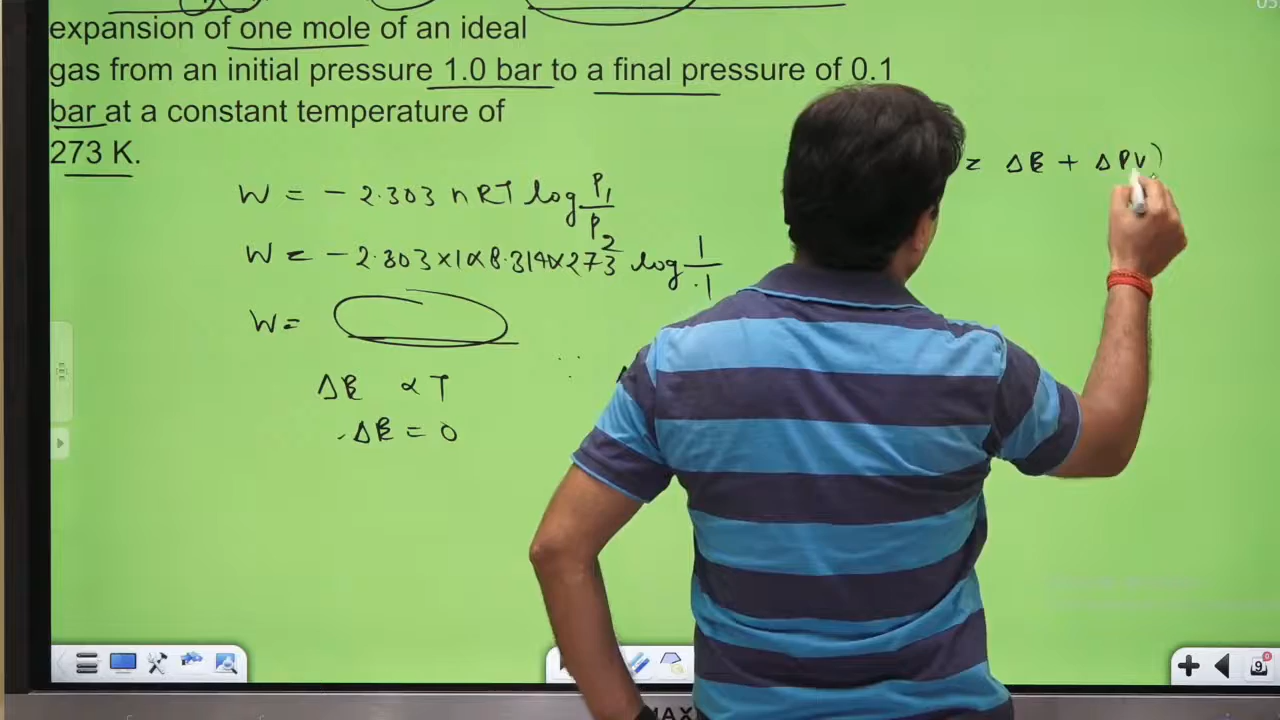 expansion of one mole of an ideal
gas from an initial pressure 1.0 bar to a final pressure of 0.1
bar at a constant temperature of
273 K.
= ΔE + ΔPV)
W = - 2.303 nRT log P1/P2
W = - 2.303×1×8.314×273 log 1/.1
W =
ΔE ∝ T
ΔE = 0
9
MAX